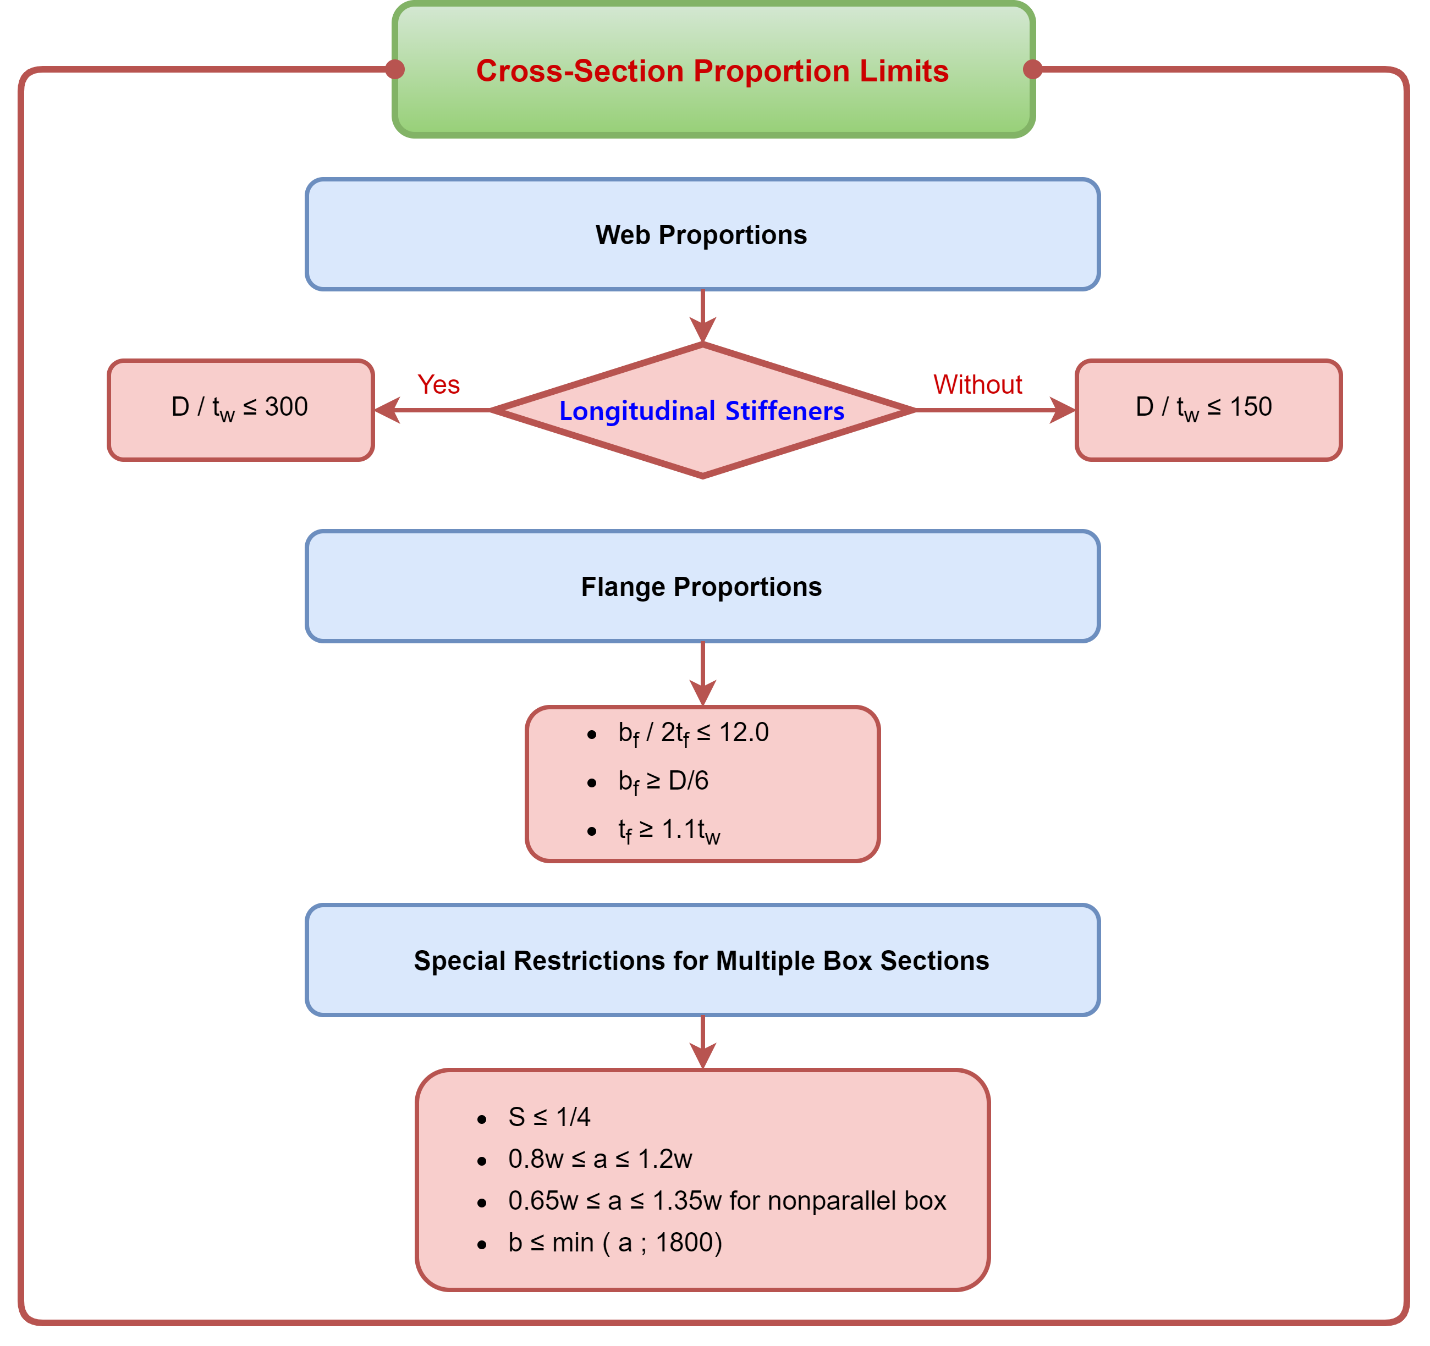 Cross-Section Proportion Limits
Web Proportions
Yes
Without
D / tw ≤ 300
Longitudinal Stiffeners
D / tw ≤ 150
Flange Proportions
• bf / 2tf ≤ 12.0
• bf ≥ D/6
• tf ≥ 1.1tw
Special Restrictions for Multiple Box Sections
• S ≤ 1/4
• 0.8w ≤ a ≤ 1.2w
• 0.65w ≤ a ≤ 1.35w for nonparallel box
• b ≤ min ( a ; 1800)